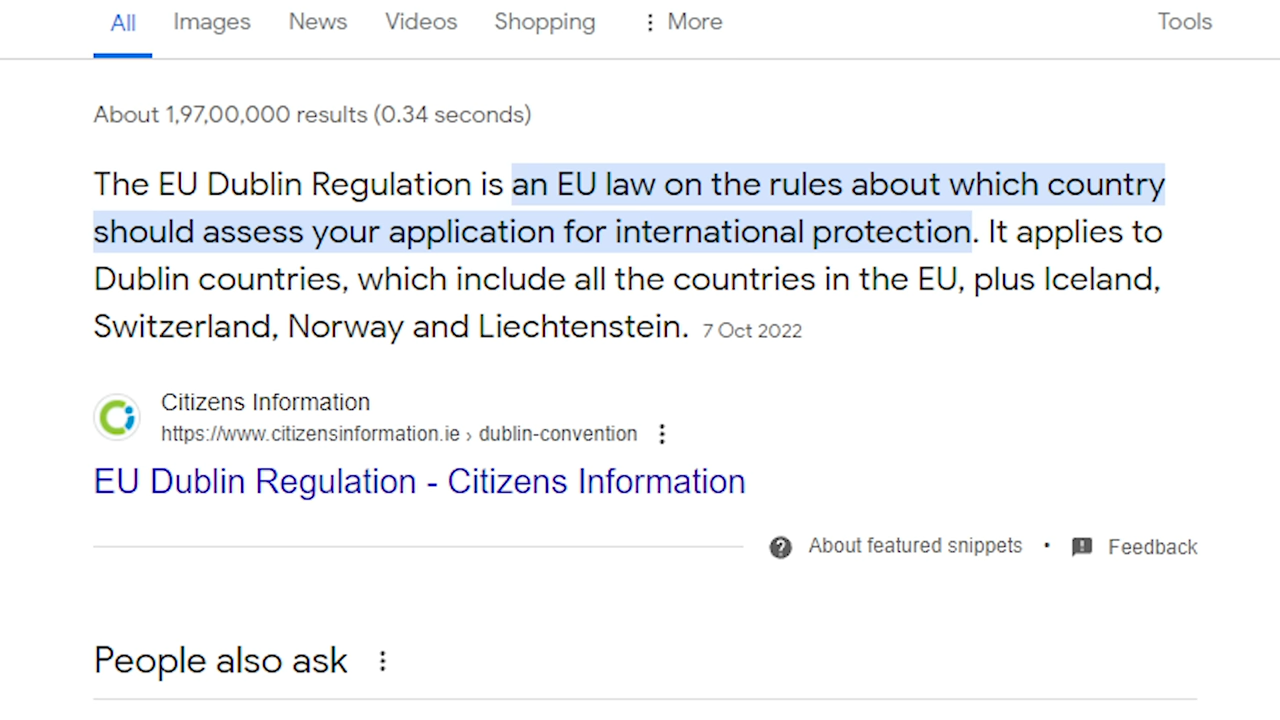 All Images News Videos Shopping More Tools
About 1,97,00,000 results (0.34 seconds)
The EU Dublin Regulation is an EU law on the rules about which country
should assess your application for international protection. It applies to
Dublin countries, which include all the countries in the EU, plus Iceland,
Switzerland, Norway and Liechtenstein. 7 Oct 2022
Citizens Information
https://www.citizensinformation.ie › dublin-convention
EU Dublin Regulation - Citizens Information
About featured snippets • Feedback
People also ask